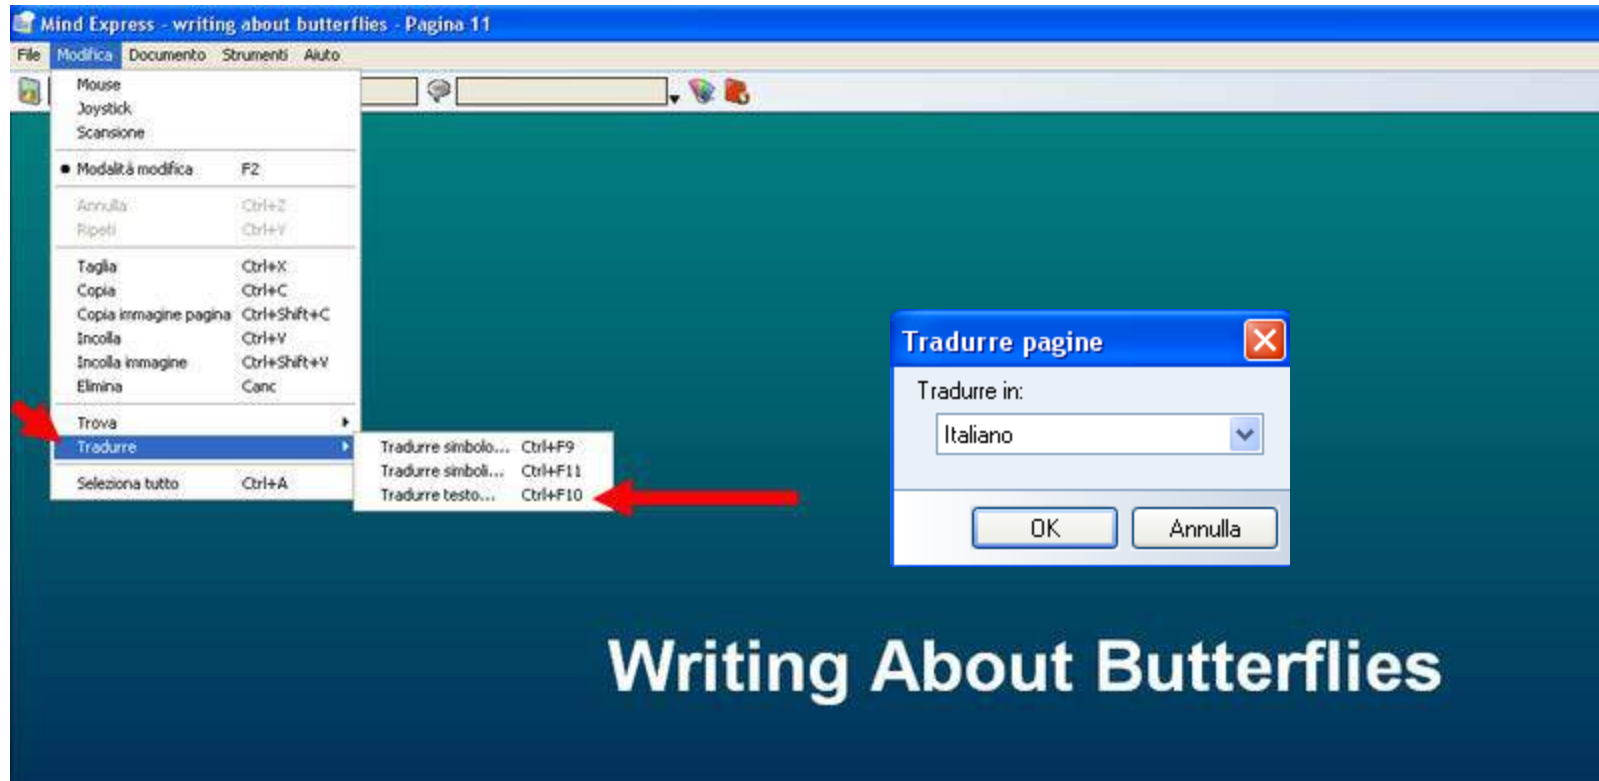 Mind Express - writing about butterflies - Pagina 11
File Modifica Documento Strumenti Aiuto
Mouse
Joystick
Scansione
Modalità modifica F2
Annulla Ctrl+Z
Ripeti Ctrl+Y
Taglia Ctrl+X
Copia Ctrl+C
Copia immagine pagina Ctrl+Shift+C
Incolla Ctrl+V
Incolla immagine Ctrl+Shift+V
Elimina Canc
Trova
Tradurre
Tradurre simbolo... Ctrl+F9
Tradurre simboli... Ctrl+F11
Tradurre testo... Ctrl+F10
Seleziona tutto Ctrl+A
Tradurre pagine
Tradurre in:
Italiano
OK Annulla
Writing About Butterflies